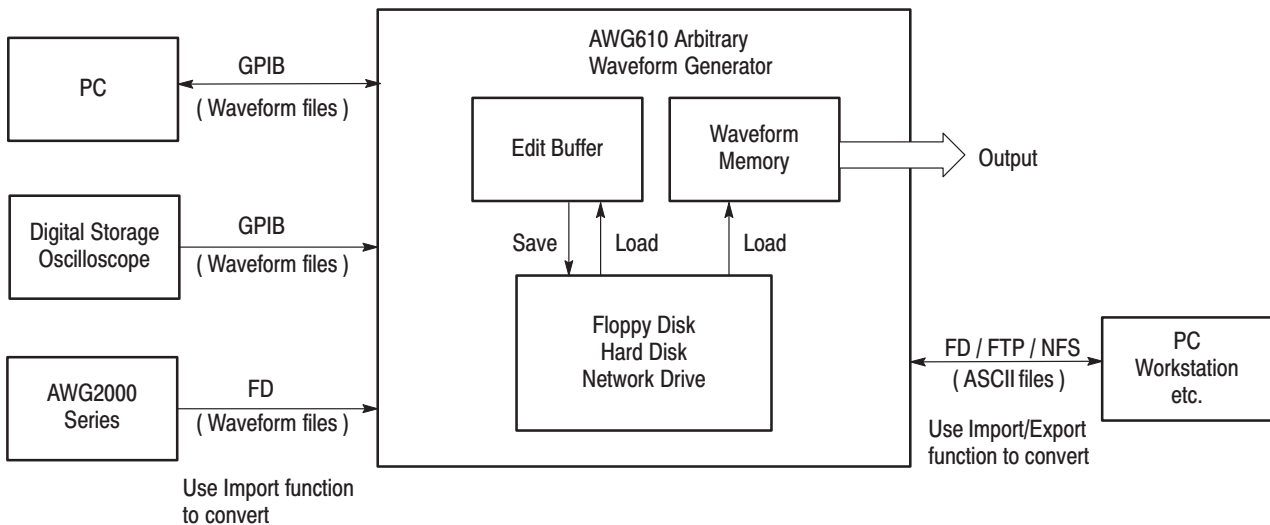 AWG610 Arbitrary
Waveform Generator
PC
GPIB
( Waveform files )
Edit Buffer
Waveform
Memory
Output
Digital Storage
Oscilloscope
GPIB
( Waveform files )
Save
Load
Load
Floppy Disk
Hard Disk
Network Drive
AWG2000
Series
FD
( Waveform files )
Use Import function
to convert
FD / FTP / NFS
( ASCII files )
Use Import/Export
function to convert
PC
Workstation
etc.